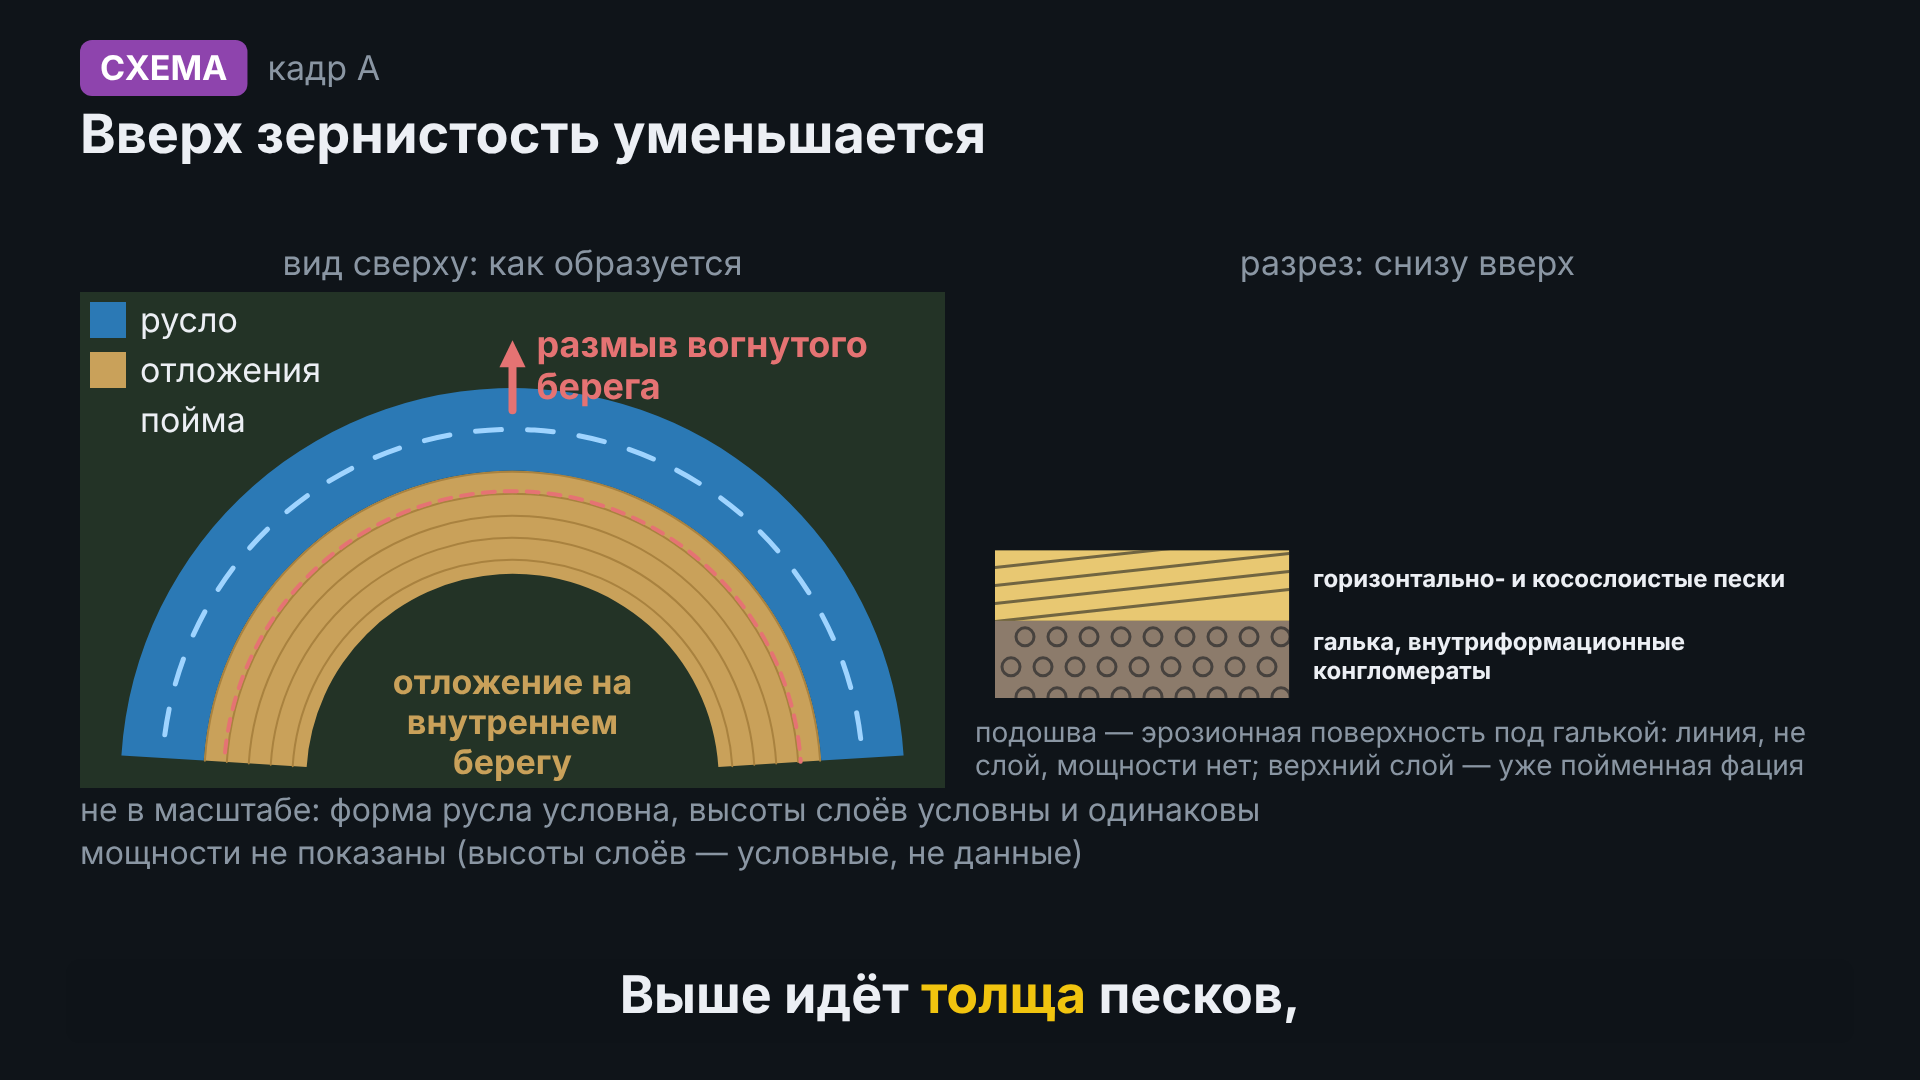 СХЕМА кадр А
Вверх зернистость уменьшается
вид сверху: как образуется
русло
отложения
пойма
размыв вогнутого
берега
отложение на
внутреннем
берегу
разрез: снизу вверх
горизонтально- и косослоистые пески
галька, внутриформационные
конгломераты
подошва — эрозионная поверхность под галькой: линия, не
слой, мощности нет; верхний слой — уже пойменная фация
не в масштабе: форма русла условна, высоты слоёв условны и одинаковы
мощности не показаны (высоты слоёв — условные, не данные)
Выше идёт толща песков,